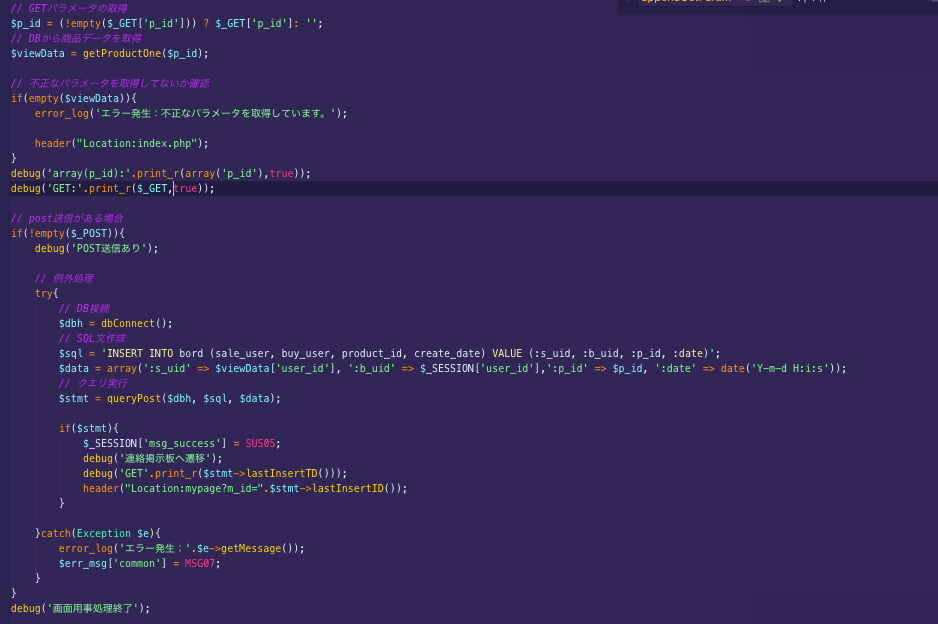 // GETパラメータの取得
$p_id = (!empty($_GET['p_id'])) ? $_GET['p_id']: '';
// DBから商品データを取得
$viewData = getProductOne($p_id);
// 不正なパラメータを取得してないか確認
if(empty($viewData)){
error_log('エラー発生：不正なパラメータを取得しています。');
header("Location:index.php");
}
debug('array(p_id):'.print_r(array('p_id'),true));
debug('GET:'.print_r($_GET,true));
// post送信がある場合
if(!empty($_POST)){
debug('POST送信あり');
// 例外処理
try{
// DB接続
$dbh = dbConnect();
// SQL文作成
$sql = 'INSERT INTO bord (sale_user, buy_user, product_id, create_date) VALUE (:s_uid, :b_uid, :p_id, :date)';
$data = array(':s_uid' => $viewData['user_id'], ':b_uid' => $_SESSION['user_id'],':p_id' => $p_id, ':date' => date('Y-m-d H:i:s'));
// クエリ実行
$stmt = queryPost($dbh, $sql, $data);
if($stmt){
$_SESSION['msg_success'] = SUS05;
debug('連絡掲示板へ遷移');
debug('GET'.print_r($stmt->lastInsertTD()));
header("Location:mypage?m_id=".$stmt->lastInsertID());
}
}catch(Exception $e){
error_log('エラー発生：'.$e->getMessage());
$err_msg['common'] = MSG07;
}
}
debug('画面用事処理終了');